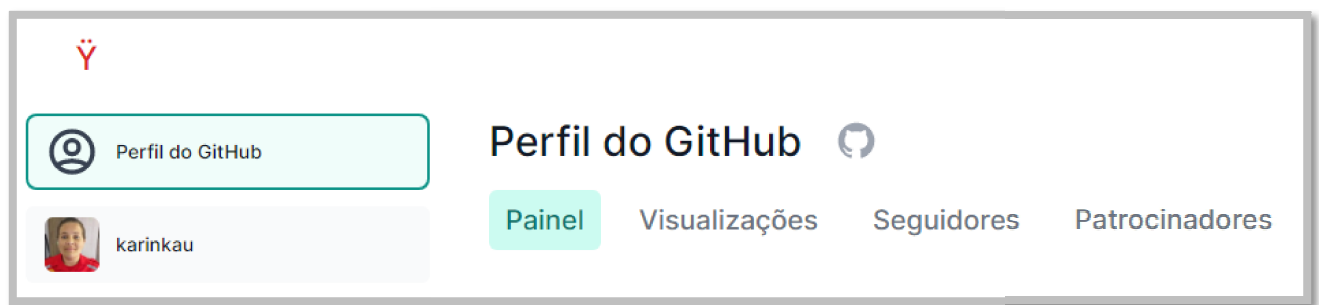 Ÿ
Perfil do GitHub
karinkau
Perfil do GitHub
Painel Visualizações Seguidores Patrocinadores